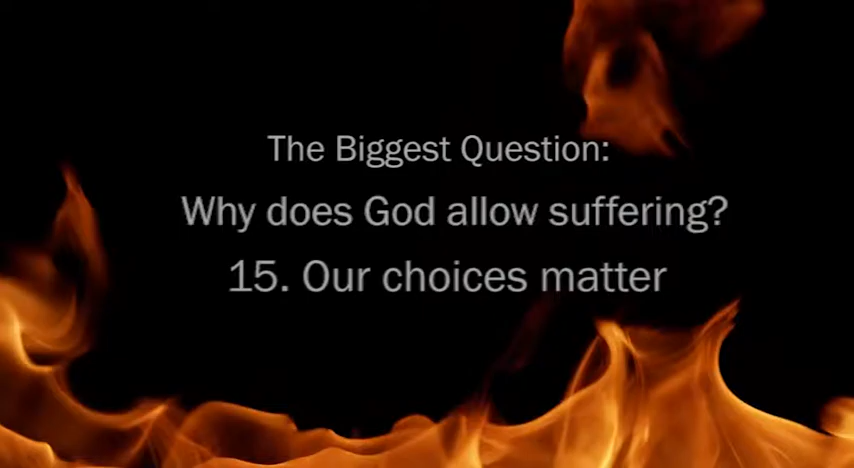 The Biggest Question:
Why does God allow suffering?
15. Our choices matter